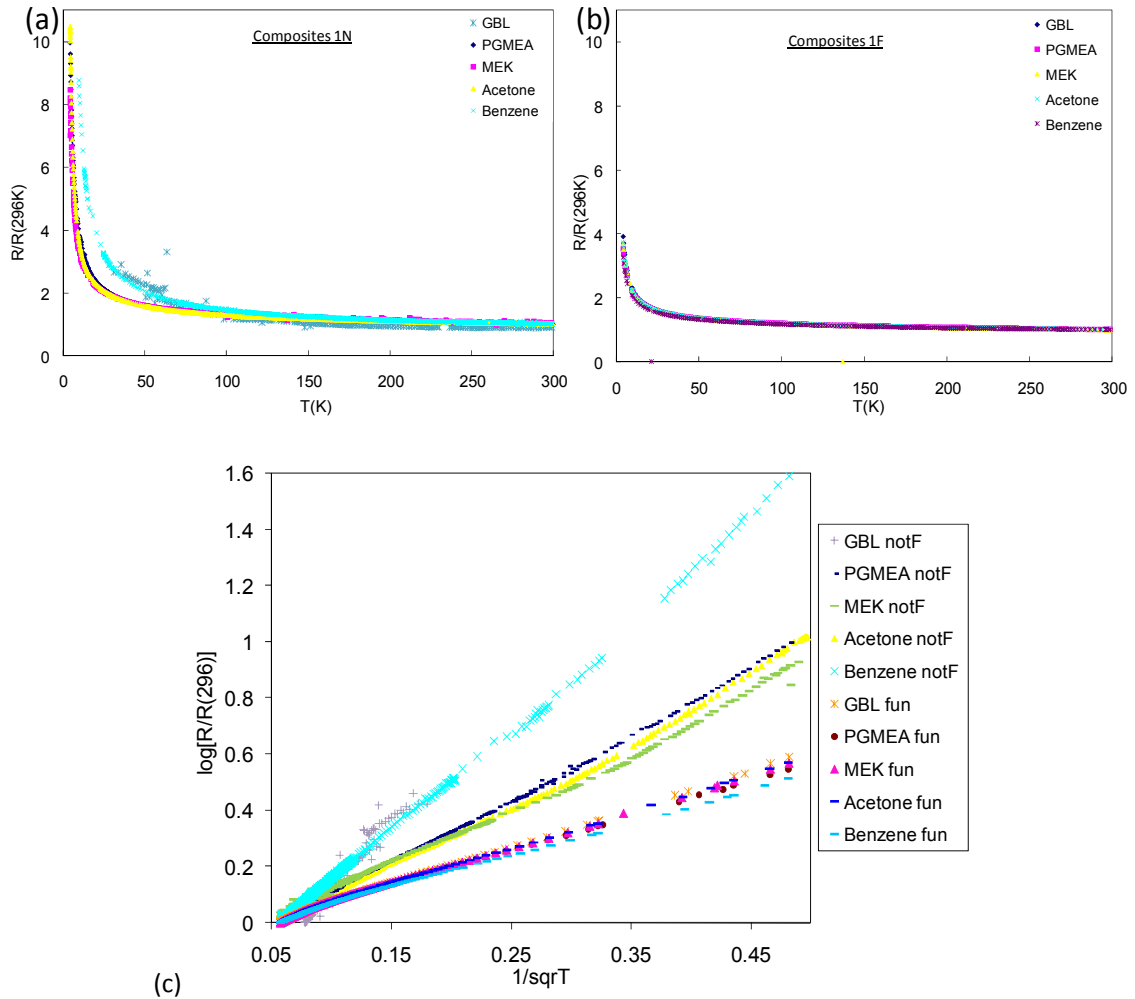 (a)
Composites 1N
GBL
PGMEA
MEK
Acetone
Benzene
R/R(296K)
10
8
6
4
2
0
0 50 100 150 200 250 300
T(K)
(b)
Composites 1F
GBL
PGMEA
MEK
Acetone
Benzene
R/R(296K)
10
8
6
4
2
0
0 50 100 150 200 250 300
T(K)
(c)
log[R/R(296)]
1.6
1.4
1.2
1
0.8
0.6
0.4
0.2
0
0.05 0.15 0.25 0.35 0.45
1/sqrT
GBL notF
PGMEA notF
MEK notF
Acetone notF
Benzene notF
GBL fun
PGMEA fun
MEK fun
Acetone fun
Benzene fun